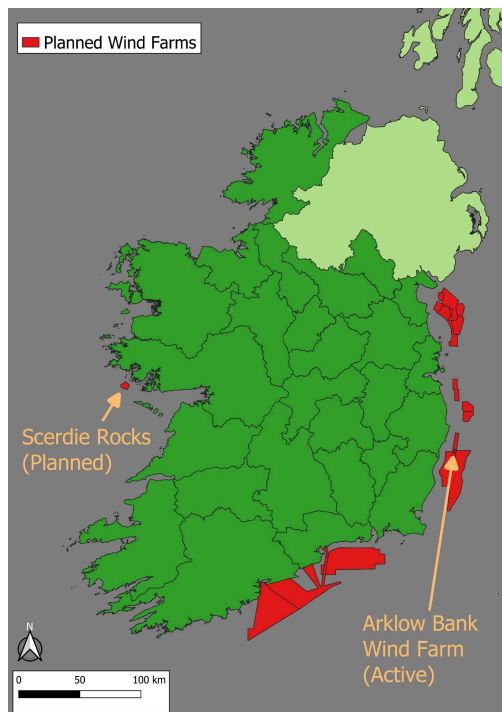 Planned Wind Farms
Scerdie Rocks
(Planned)
Arklow Bank
Wind Farm
(Active)
N
0 50 100 km